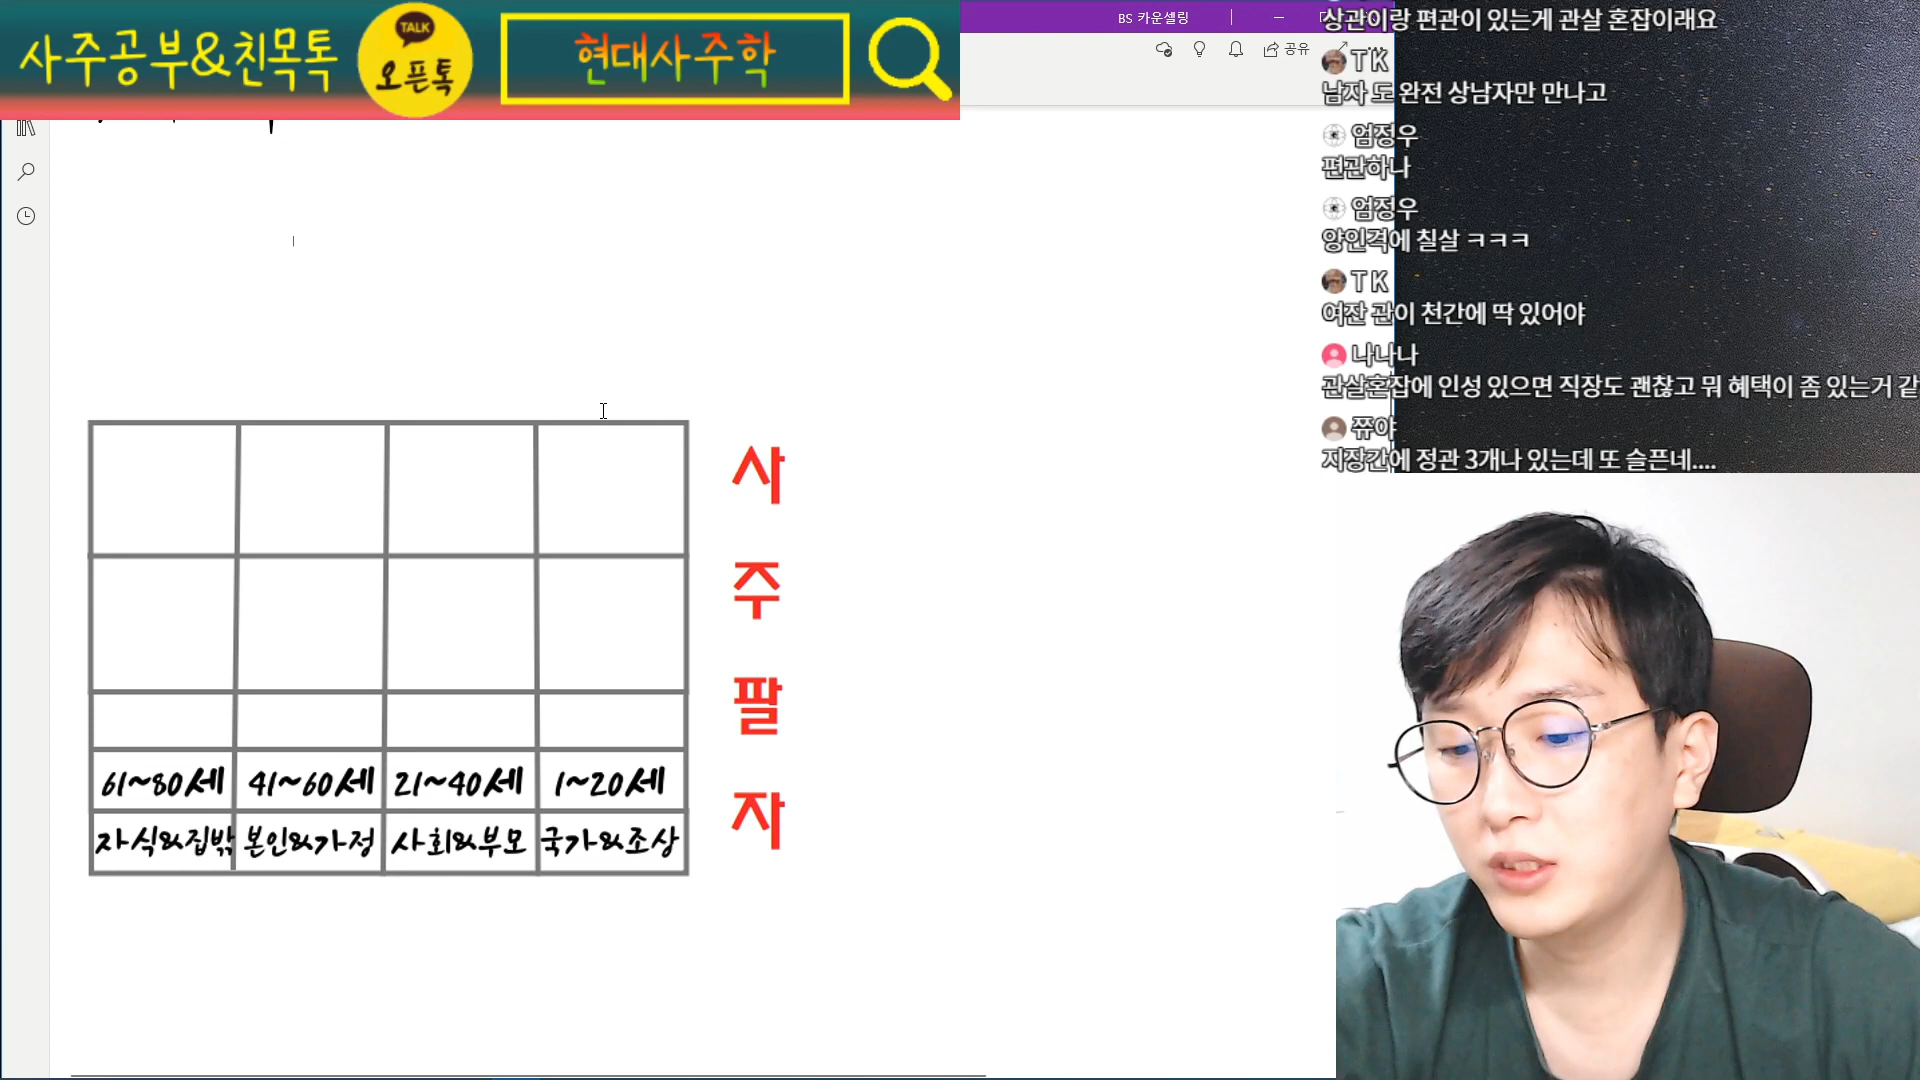 사주공부&친목톡
TALK
오픈톡
현대사주학
BS 카운셀링
공유
상관이랑 편관이 있는게 관살 혼잡이래요
T K
남자 도 완전 상남자만 만나고
엄정우
편관하나
엄정우
양인격에 칠살 ㅋㅋㅋ
T K
여잔 관이 천간에 딱 있어야
나나나
관살혼잡에 인성 있으면 직장도 괜찮고 뭐 혜택이 좀 있는거 같
쮸야
지장간에 정관 3개나 있는데 또 슬픈네....
사
주
팔
자
61~80세 41~60세 21~40세 1~20세
자식&집밖 본인&가정 사회&부모 국가&조상